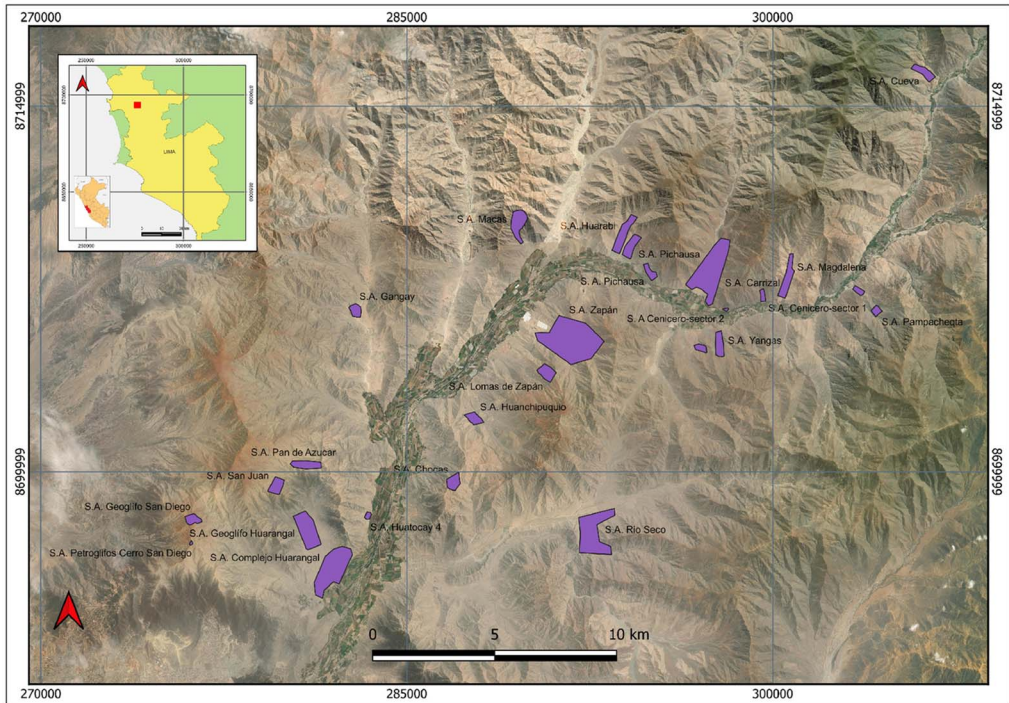 270000
285000
300000
8714999
8714999
8699999
8699999
S.A. Cueva
S.A. Macas
S.A. Huarabi
S.A. Pichausa
S.A. Pichausa
S.A. Carrizal
S.A. Magdalena
S.A. Gangay
S.A. Zapán
S.A Cenicero-sector 2
S.A. Cenicero-sector 1
S.A. Pampacheqta
S.A. Yangas
S.A. Lomas de Zapán
S.A. Huanchipuquio
S.A. Pan de Azucar
S.A. Chocas
S.A. San Juan
S.A. Geoglifo San Diego
S.A. Geoglifo Huarangal
S.A. Huatocay 4
S.A. Rio Seco
S.A. Petroglifos Cerro San Diego
S.A. Complejo Huarangal
0
5
10 km
270000
285000
300000
LIMA